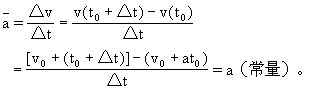 ā = △v/△t = v(t₀ + △t) - v(t₀)/△t
= [v₀ + (t₀ + △t)] - (v₀ + at₀)/△t = a（常量）。